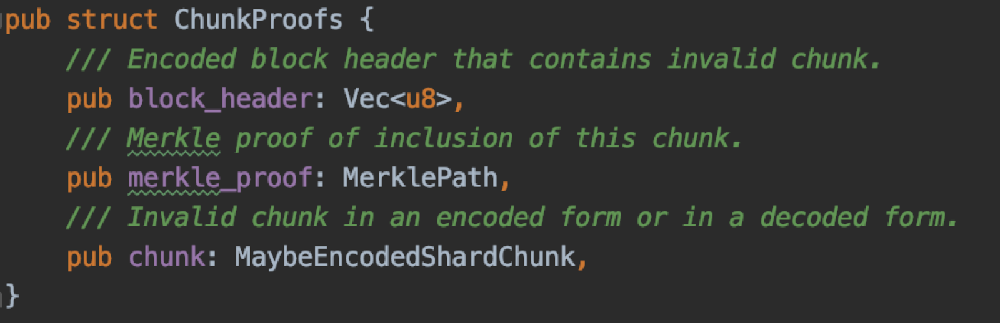 pub struct ChunkProofs {
    /// Encoded block header that contains invalid chunk.
    pub block_header: Vec<u8>,
    /// Merkle proof of inclusion of this chunk.
    pub merkle_proof: MerklePath,
    /// Invalid chunk in an encoded form or in a decoded form.
    pub chunk: MaybeEncodedShardChunk,
}